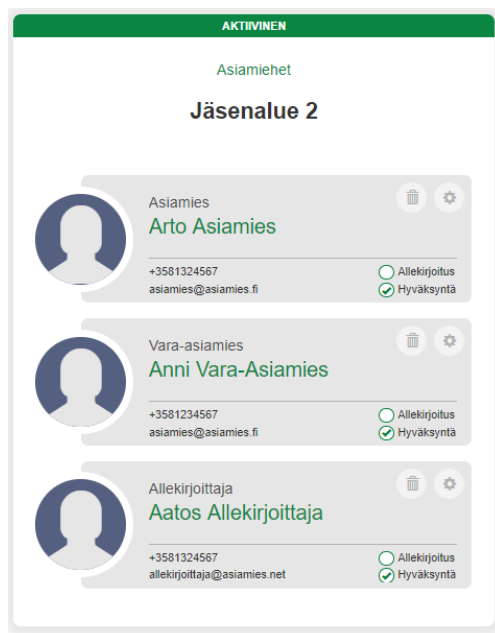 AKTIIVINEN
Asiamiehet
Jäsenalue 2
Asiamies
Arto Asiamies
+3581324567
Allekirjoitus
asiamies@asiamies.fi
Hyväksyntä
Vara-asiamies
Anni Vara-Asiamies
+3581234567
Allekirjoitus
asiamies@asiamies.fi
Hyväksyntä
Allekirjoittaja
Aatos Allekirjoittaja
+3581324567
Allekirjoitus
allekirjoittaja@asiamies.net
Hyväksyntä